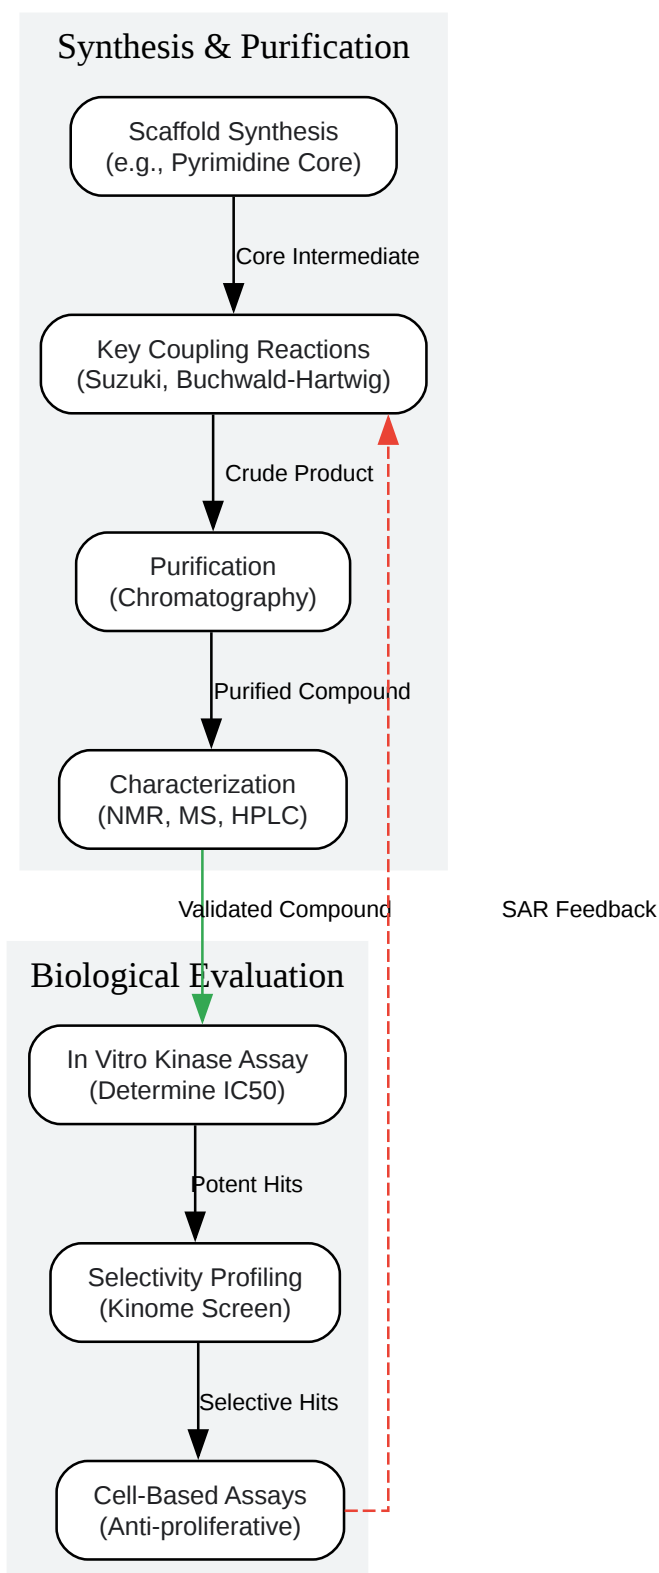 Synthesis & Purification
Scaffold Synthesis
(e.g., Pyrimidine Core)
Core Intermediate
Key Coupling Reactions
(Suzuki, Buchwald-Hartwig)
Crude Product
Purification
(Chromatography)
Purified Compound
Characterization
(NMR, MS, HPLC)
Validated Compound
SAR Feedback
Biological Evaluation
In Vitro Kinase Assay
(Determine IC50)
Potent Hits
Selectivity Profiling
(Kinome Screen)
Selective Hits
Cell-Based Assays
(Anti-proliferative)